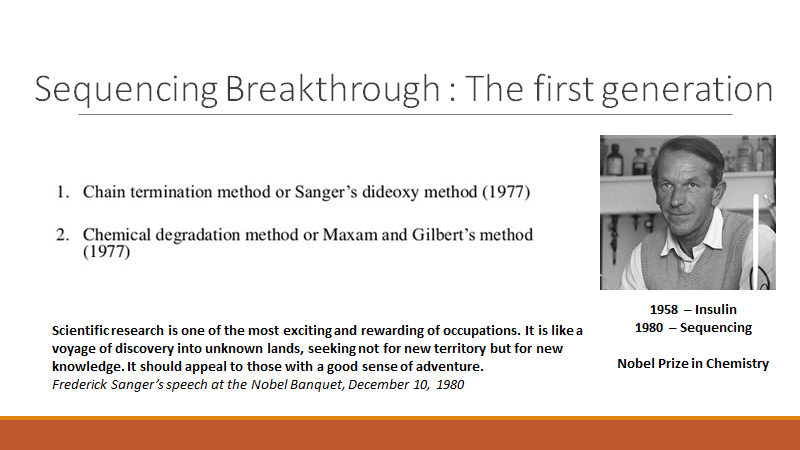 Sequencing Breakthrough : The first generation
1. Chain termination method or Sanger's dideoxy method (1977)
2. Chemical degradation method or Maxam and Gilbert's method
(1977)
1958 – Insulin
1980 – Sequencing
Nobel Prize in Chemistry
Scientific research is one of the most exciting and rewarding of occupations. It is like a
voyage of discovery into unknown lands, seeking not for new territory but for new
knowledge. It should appeal to those with a good sense of adventure.
Frederick Sanger's speech at the Nobel Banquet, December 10, 1980